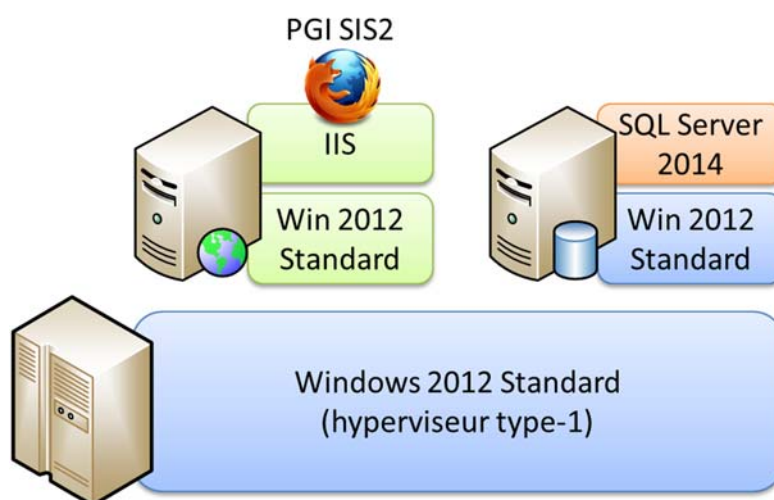 PGI SIS2
IIS
Win 2012
Standard
SQL Server
2014
Win 2012
Standard
Windows 2012 Standard
(hyperviseur type-1)